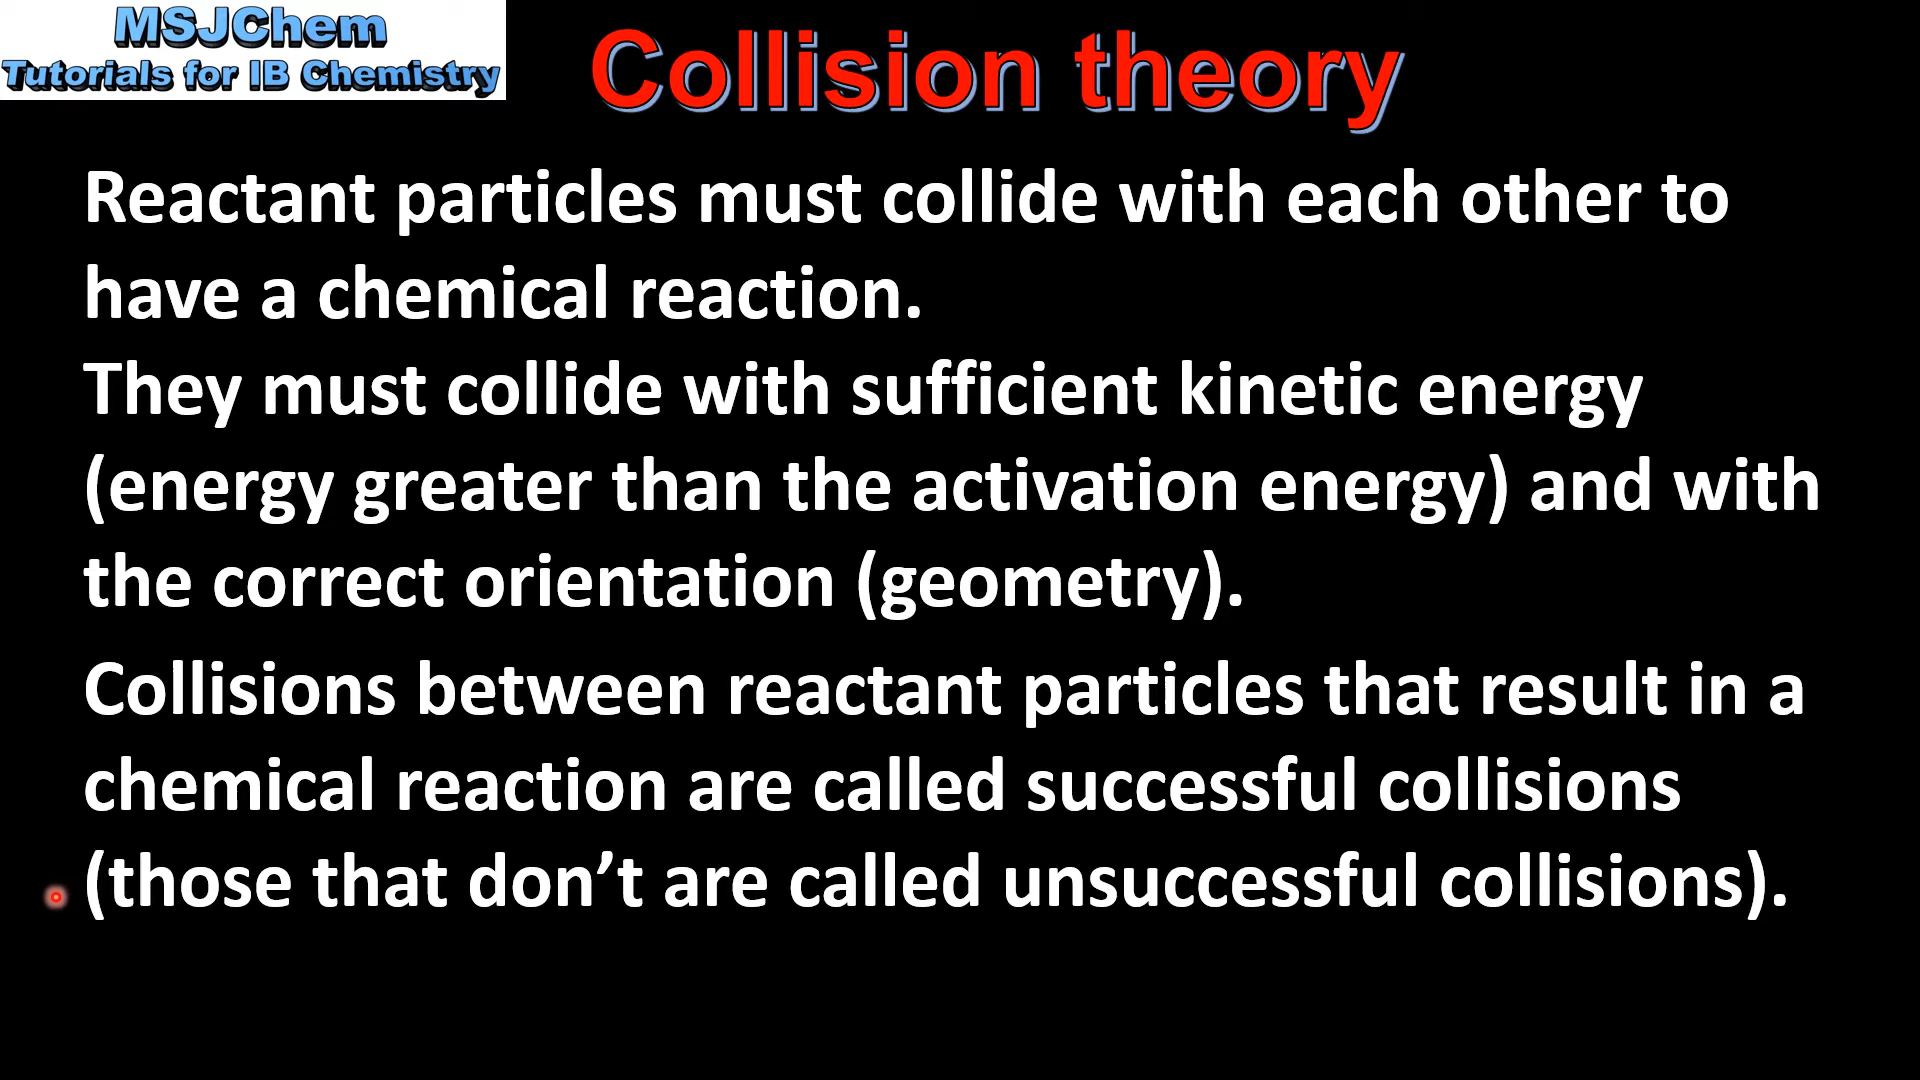 MSJChem
Tutorials for IB Chemistry
Collision theory
Reactant particles must collide with each other to
have a chemical reaction.
They must collide with sufficient kinetic energy
(energy greater than the activation energy) and with
the correct orientation (geometry).
Collisions between reactant particles that result in a
chemical reaction are called successful collisions
(those that don’t are called unsuccessful collisions).